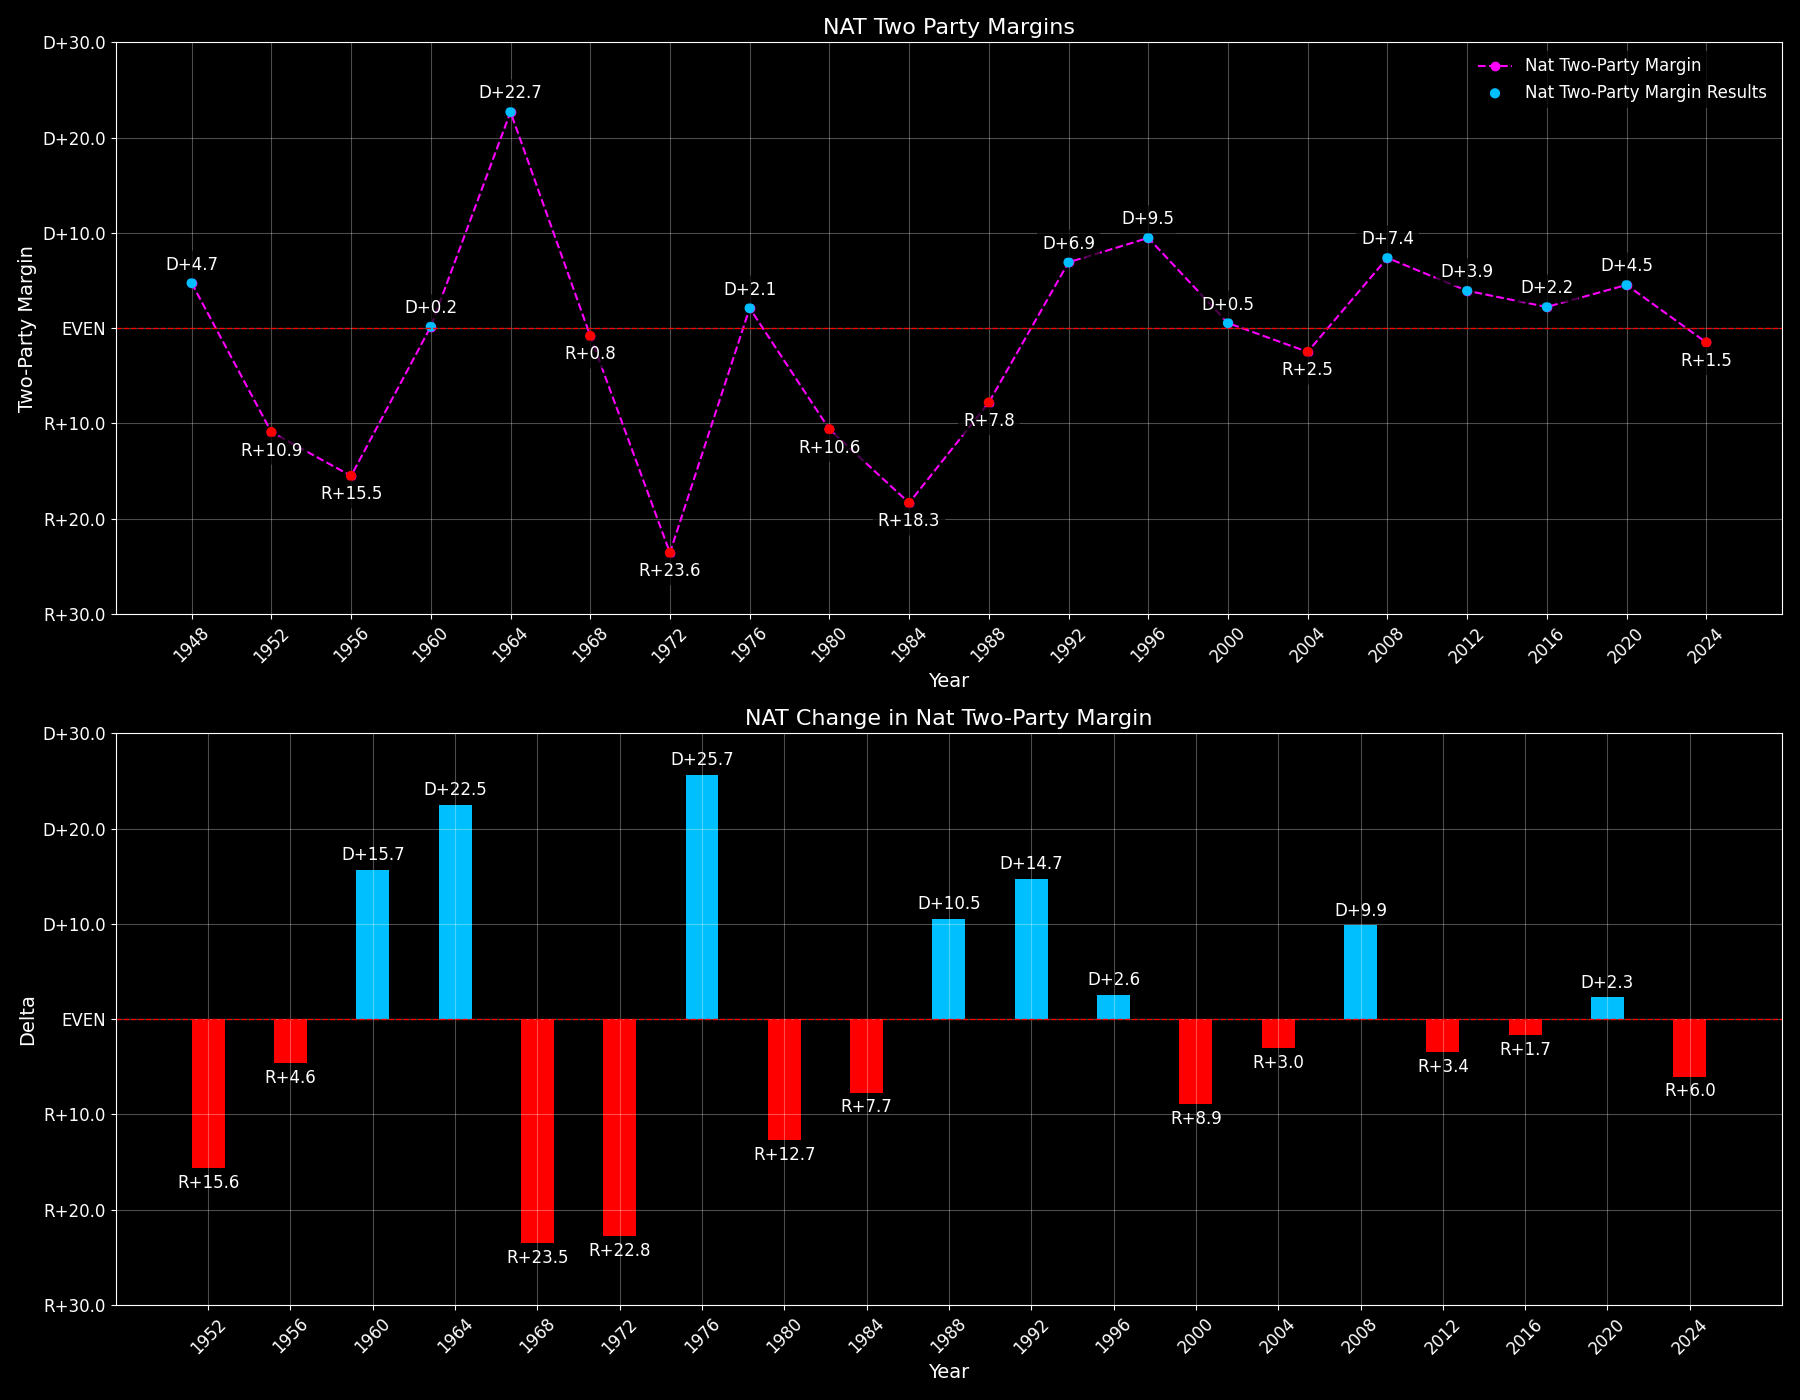 NAT Two Party Margins
Nat Two-Party Margin
Nat Two-Party Margin Results
Two-Party Margin
D+30.0
D+20.0
D+10.0
EVEN
R+10.0
R+20.0
R+30.0
D+4.7
R+10.9
R+15.5
D+0.2
D+22.7
R+0.8
R+23.6
D+2.1
R+10.6
R+18.3
R+7.8
D+6.9
D+9.5
D+0.5
R+2.5
D+7.4
D+3.9
D+2.2
D+4.5
R+1.5
1948
1952
1956
1960
1964
1968
1972
1976
1980
1984
1988
1992
1996
2000
2004
2008
2012
2016
2020
2024
Year
NAT Change in Nat Two-Party Margin
Delta
D+30.0
D+20.0
D+10.0
EVEN
R+10.0
R+20.0
R+30.0
R+15.6
R+4.6
D+15.7
D+22.5
R+23.5
R+22.8
D+25.7
R+12.7
R+7.7
D+10.5
D+14.7
D+2.6
R+8.9
R+3.0
D+9.9
R+3.4
R+1.7
D+2.3
R+6.0
1952
1956
1960
1964
1968
1972
1976
1980
1984
1988
1992
1996
2000
2004
2008
2012
2016
2020
2024
Year